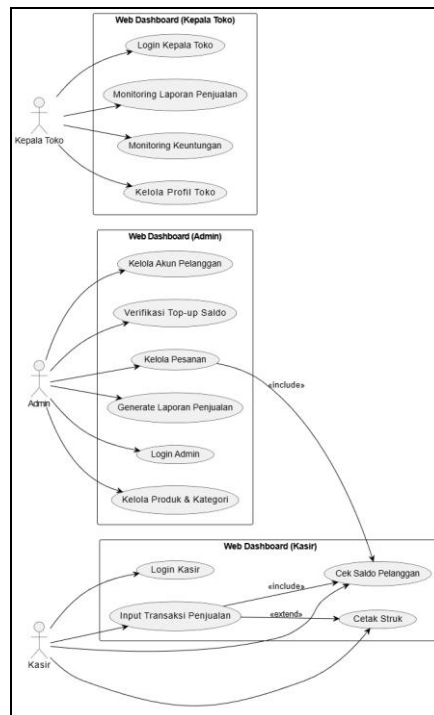 Web Dashboard (Kepala Toko)
Login Kepala Toko
Monitoring Laporan Penjualan
Kepala Toko
Monitoring Keuntungan
Kelola Profil Toko
Web Dashboard (Admin)
Kelola Akun Pelanggan
Verifikasi Top-up Saldo
Kelola Pesanan
«include»
Admin
Generate Laporan Penjualan
Login Admin
Kelola Produk & Kategori
Web Dashboard (Kasir)
Login Kasir
Cek Saldo Pelanggan
«include»
Input Transaksi Penjualan
«extend»
Cetak Struk
Kasir